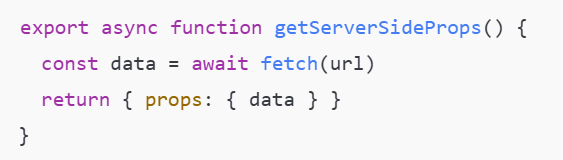 export async function getServerSideProps() {
  const data = await fetch(url)
  return { props: { data } }
}